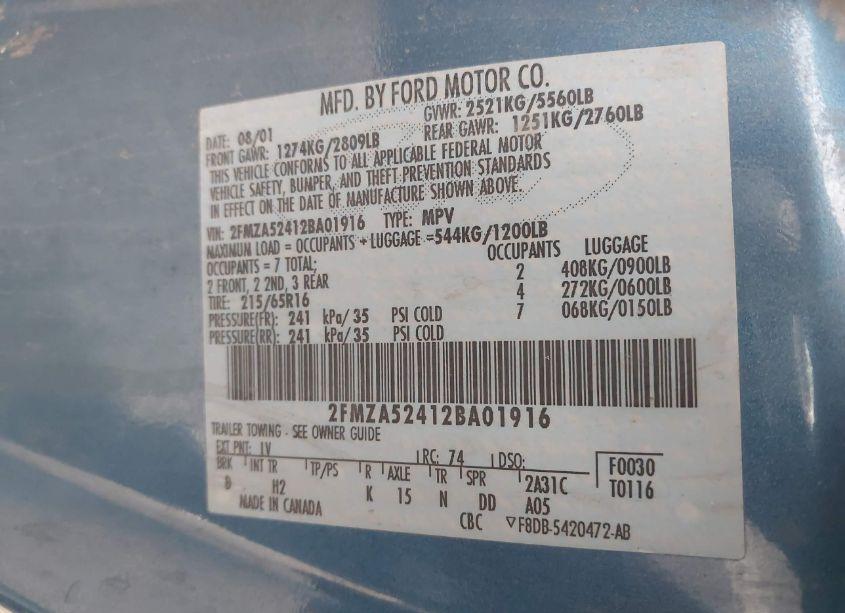 MFD. BY FORD MOTOR CO.
DATE: 08/01 GVWR: 2521KG/5560LB
FRONT GAWR: 1274KG/2809LB REAR GAWR: 1251KG/2760LB
THIS VEHICLE CONFORMS TO ALL APPLICABLE FEDERAL MOTOR
VEHICLE SAFETY, BUMPER, AND THEFT PREVENTION STANDARDS
IN EFFECT ON THE DATE OF MANUFACTURE SHOWN ABOVE.
VIN: 2FMZA52412BA01916 TYPE: MPV
MAXIMUM LOAD = OCCUPANTS + LUGGAGE =544KG/1200LB
OCCUPANTS = 7 TOTAL; OCCUPANTS LUGGAGE
2 FRONT, 2 2ND, 3 REAR 2 408KG/0900LB
TIRE: 215/65R16 4 272KG/0600LB
PRESSURE(FR): 241 kPa/35 PSI COLD 7 068KG/0150LB
PRESSURE(RR): 241 kPa/35 PSI COLD
2FMZA52412BA01916
TRAILER TOWING - SEE OWNER GUIDE
EXT PNT: IV RC: 74 DSO: F0030
BRK INT TR TP/PS R AXLE TR SPR 2A31C T0116
H2 K 15 N DD A05
MADE IN CANADA CBC ▽F8DB-5420472-AB